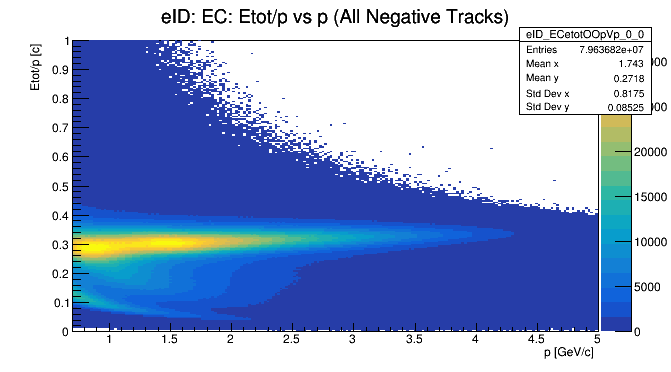 eID: EC: Etot/p vs p (All Negative Tracks)
eID_ECetotOOpVp_0_0
Entries 7.963682e+07
Mean x 1.743
Mean y 0.2718
Std Dev x 0.8175
Std Dev y 0.08525
Etot/p [c]
1
0.9
0.8
0.7
0.6
0.5
0.4
0.3
0.2
0.1
0
1 1.5 2 2.5 3 3.5 4 4.5 5
p [GeV/c]
20000
15000
10000
5000
0